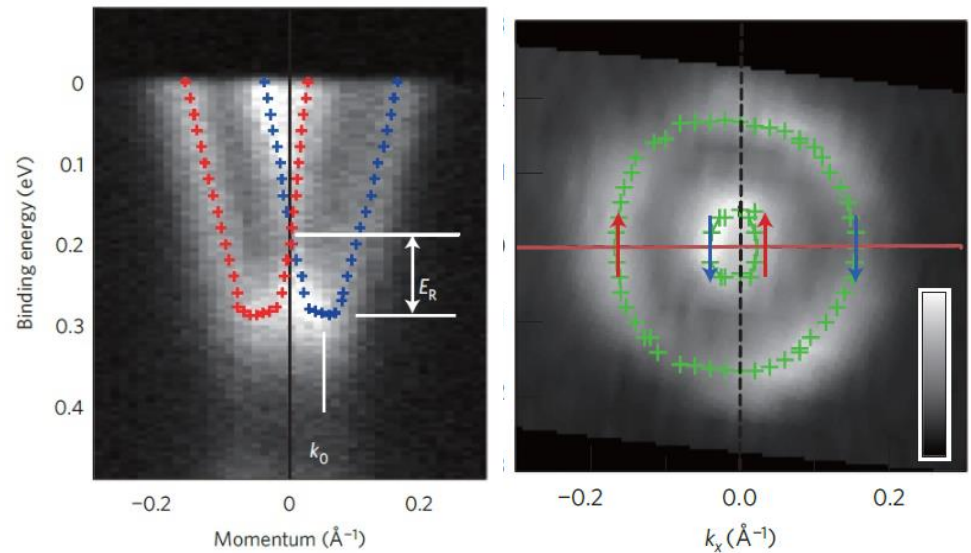 0
0.1
0.2
0.3
0.4
Binding energy (eV)
E_R
k_0
−0.2
0
0.2
Momentum (Å⁻¹)
−0.2
0.0
0.2
k_x (Å⁻¹)